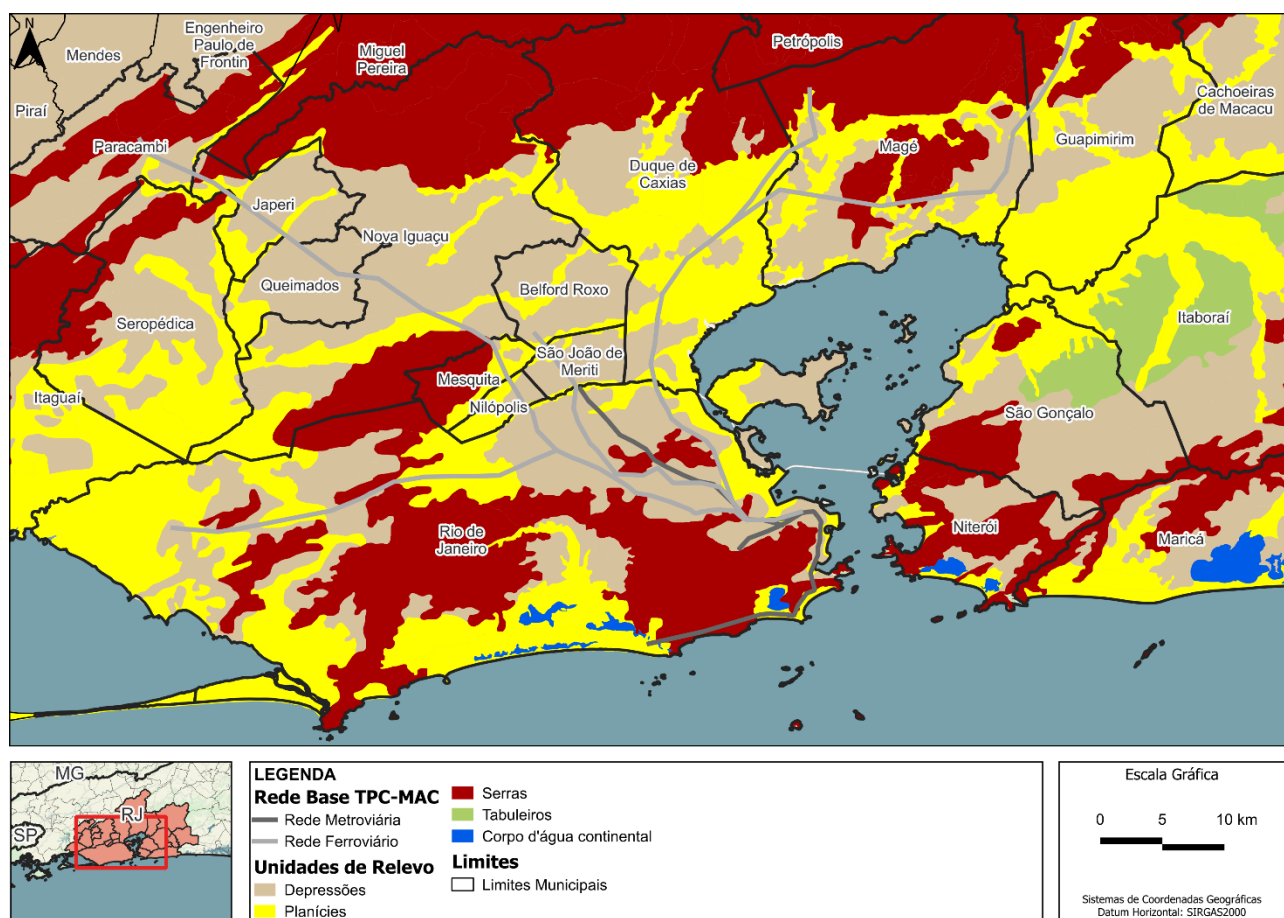 N
Mendes
Engenheiro
Paulo de
Frontin
Miguel
Pereira
Petrópolis
Cachoeiras
de Macacu
Piraí
Paracambi
Duque de
Caxias
Magé
Guapimirim
Japeri
Nova Iguaçu
Queimados
Belford Roxo
Seropédica
Itaboraí
São João de
Meriti
Mesquita
Itaguaí
Nilópolis
São Gonçalo
Rio de
Janeiro
Niterói
Maricá
MG
RJ
SP
LEGENDA
Rede Base TPC-MAC
Rede Metroviária
Rede Ferroviário
Unidades de Relevo
Depressões
Planícies
Serras
Tabuleiros
Corpo d'água continental
Limites
Limites Municipais
Escala Gráfica
0 5 10 km
Sistemas de Coordenadas Geográficas
Datum Horizontal: SIRGAS2000